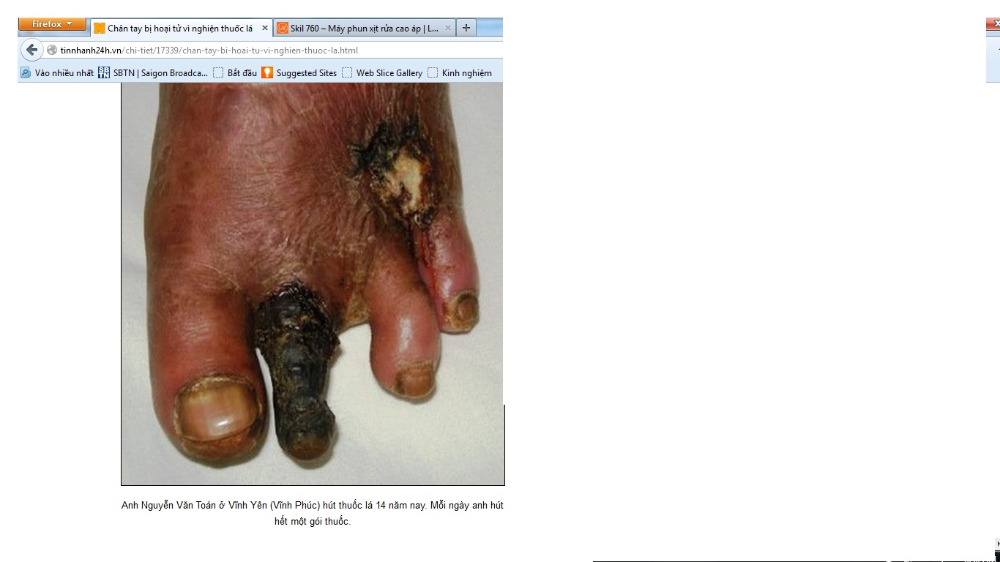 Firefox
Chân tay bị hoại tử vì nghiện thuốc lá
Skil 760 – Máy phun xịt rửa cao áp | L...
tinnhanh24h.vn/chi-tiet/17339/chan-tay-bi-hoai-tu-vi-nghien-thuoc-la.html
Vào nhiều nhất SBTN | Saigon Broadca... Bắt đầu Suggested Sites Web Slice Gallery Kinh nghiệm
Anh Nguyễn Văn Toán ở Vĩnh Yên (Vĩnh Phúc) hút thuốc lá 14 năm nay. Mỗi ngày anh hút
hết một gói thuốc.